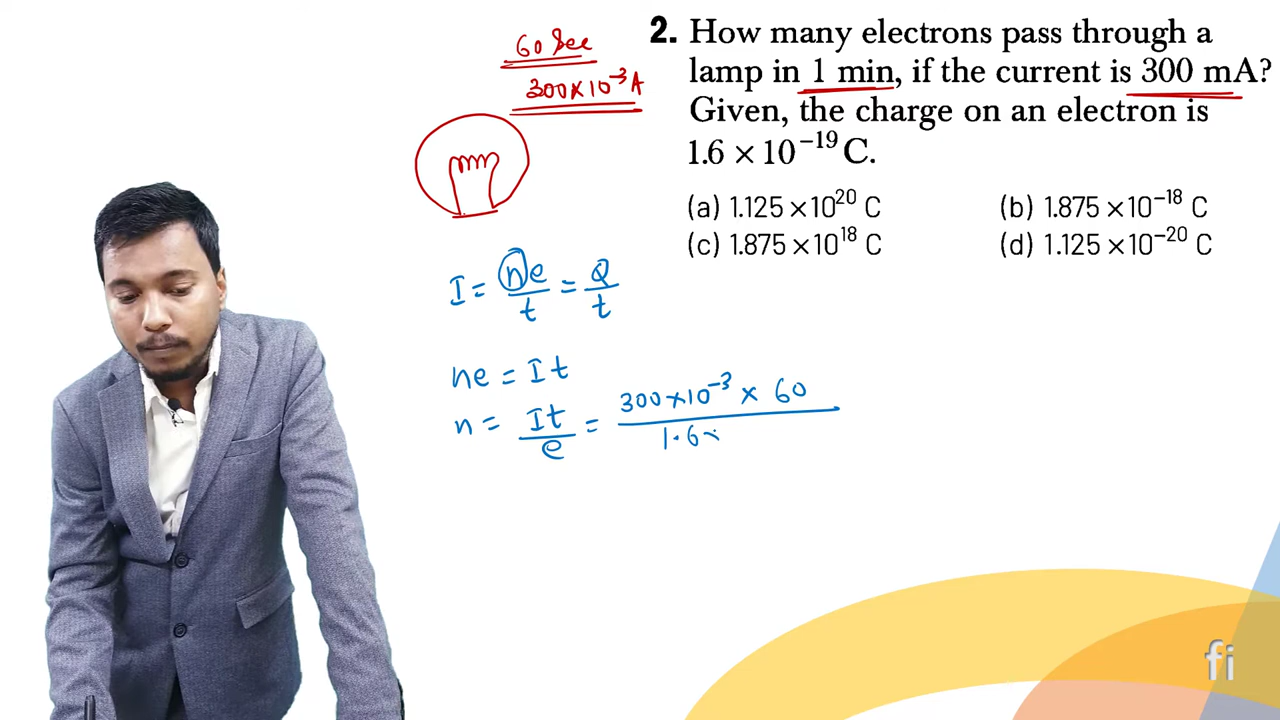 60 Sec
300×10⁻³ A
2. How many electrons pass through a
lamp in 1 min, if the current is 300 mA?
Given, the charge on an electron is
1.6 × 10⁻¹⁹ C.
(a) 1.125 ×10²⁰ C
(b) 1.875 ×10⁻¹⁸ C
(c) 1.875 ×10¹⁸ C
(d) 1.125 ×10⁻²⁰ C
I = ne/t = Q/t
ne = It
n = It/e = 300×10⁻³ × 60 / 1.6×
fi